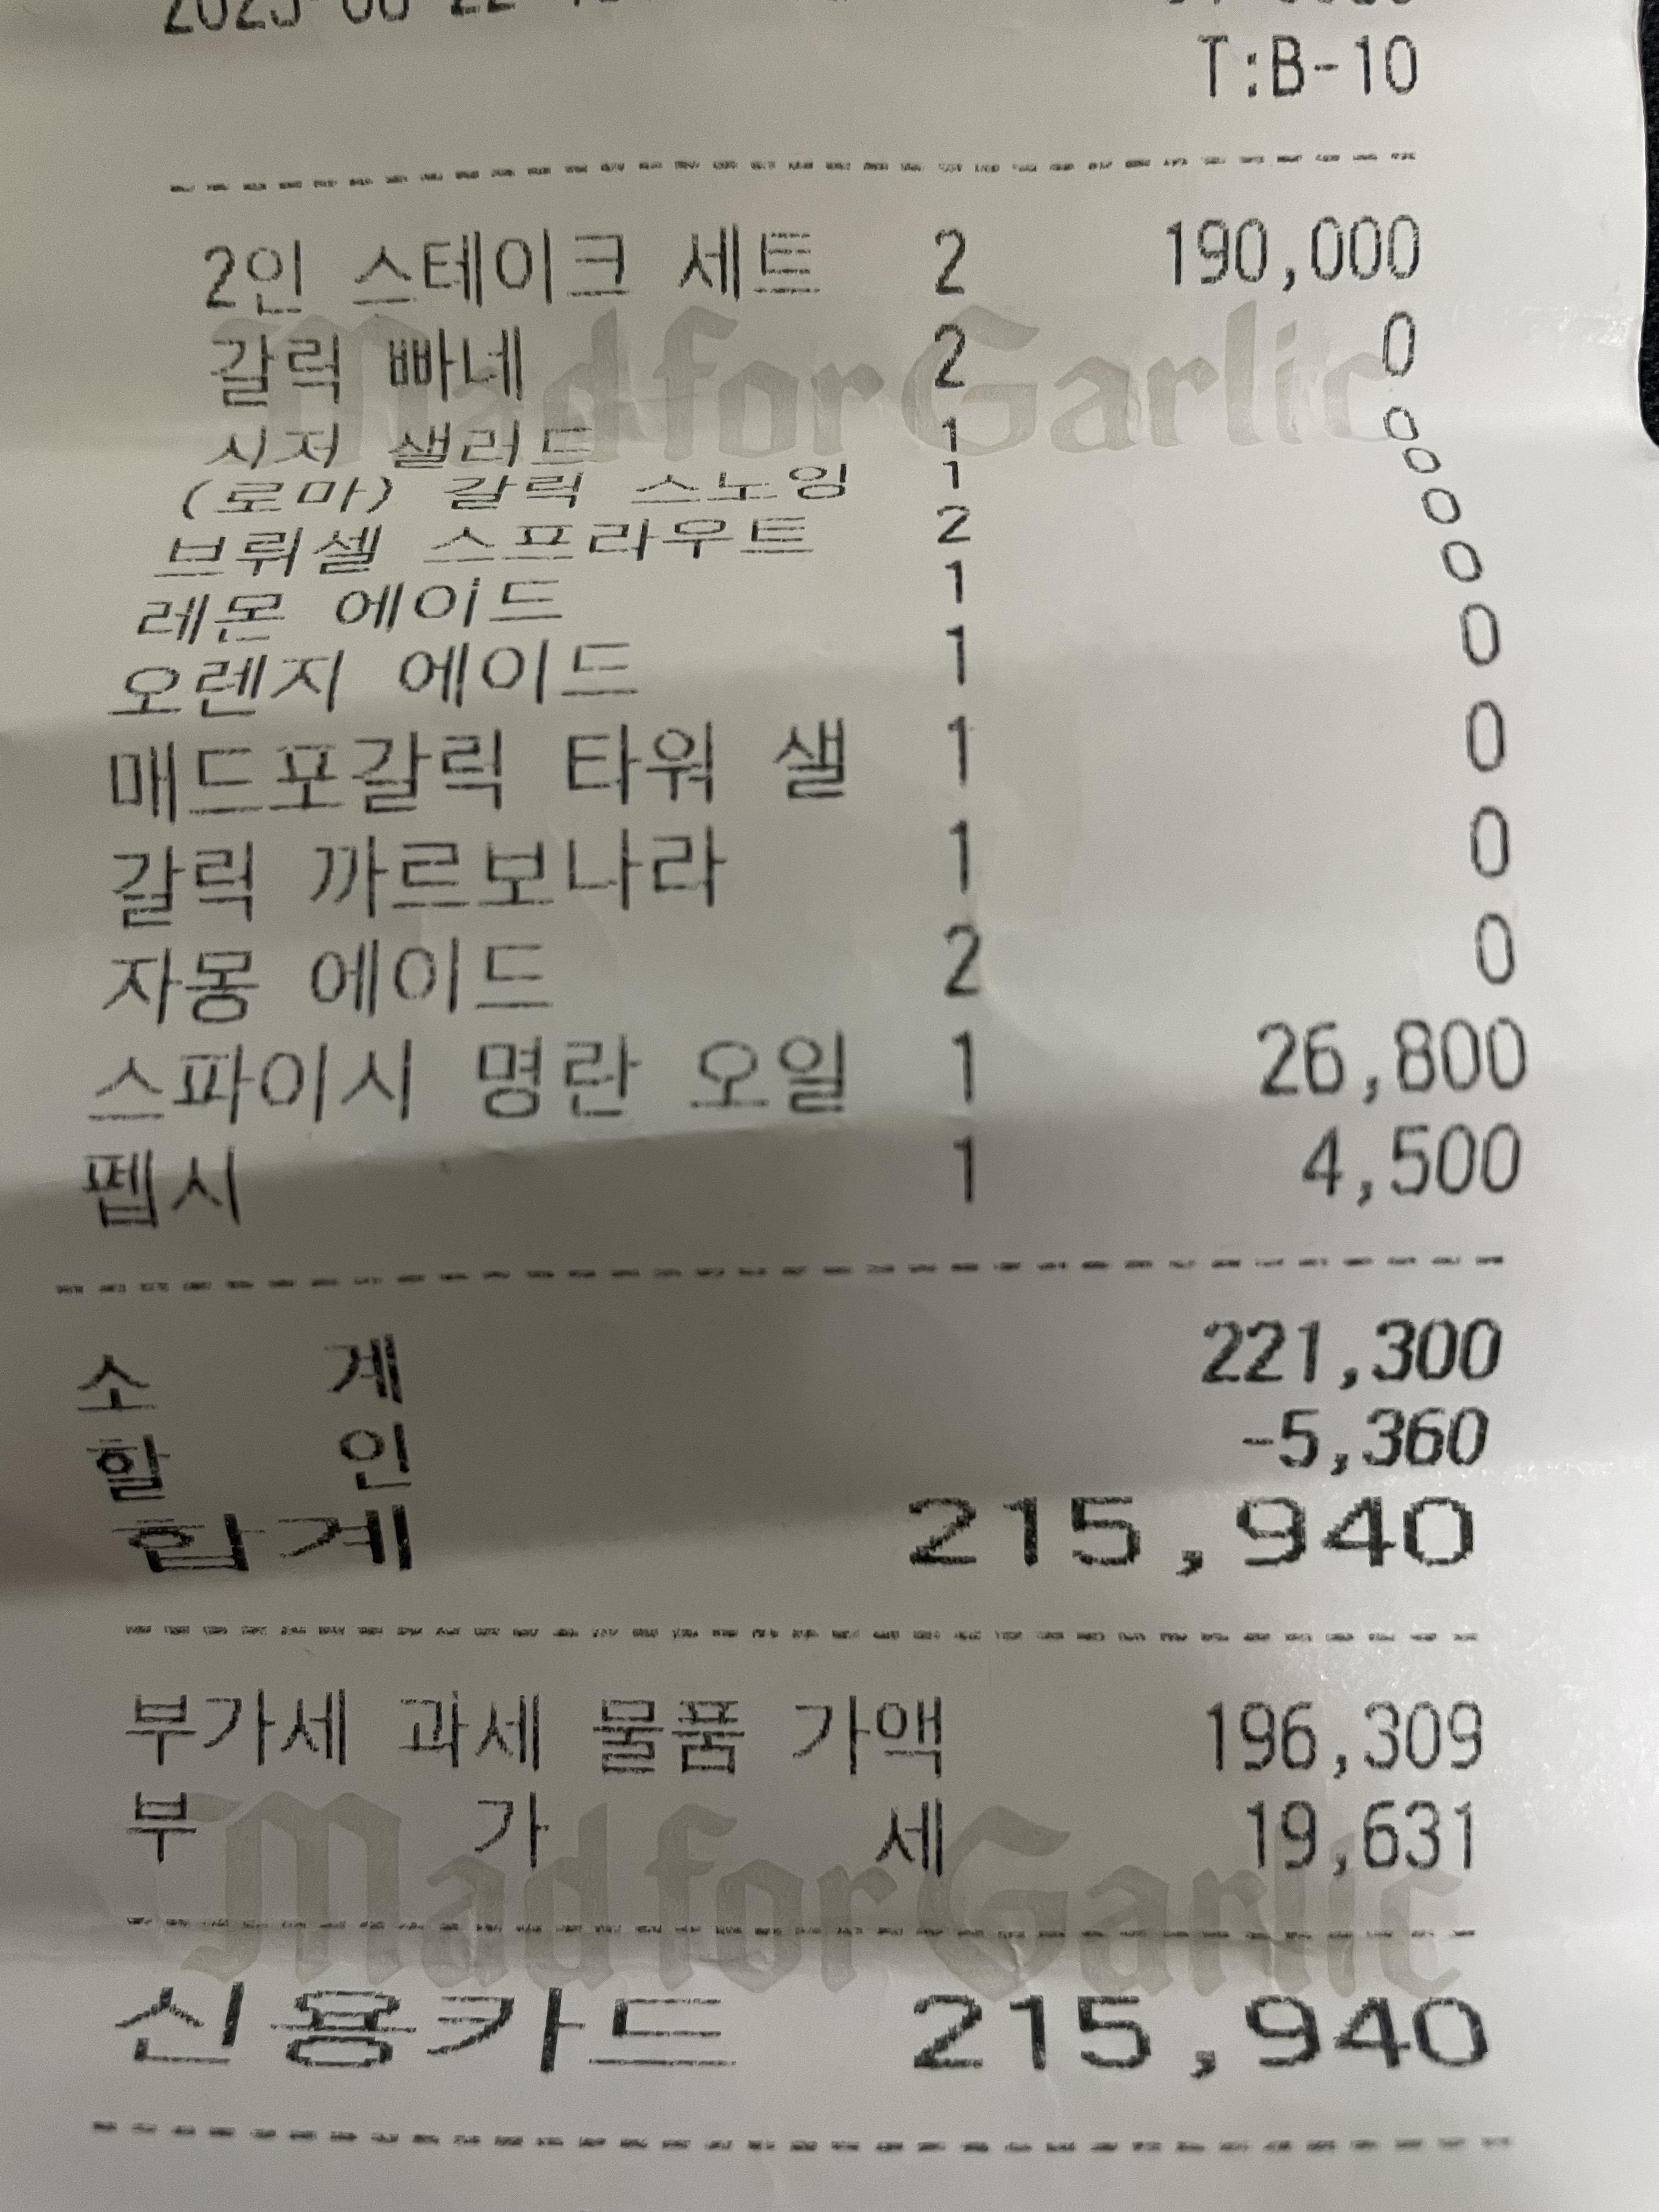 T:B-10
2인 스테이크 세트 2 190,000
갈릭 빠네 2 0
시저 샐러드 1 0
(로마) 갈릭 스노잉 1 0
브뤼셀 스프라우트 2 0
레몬 에이드 1 0
오렌지 에이드 1 0
매드포갈릭 타워 샐 1 0
갈릭 까르보나라 1 0
자몽 에이드 2 0
스파이시 명란 오일 1 26,800
펩시 1 4,500
소 계 221,300
할 인 -5,360
합계 215,940
부가세 과세 물품 가액 196,309
부 가 세 19,631
신용카드 215,940
Mad for Garlic
Mad for Garlic